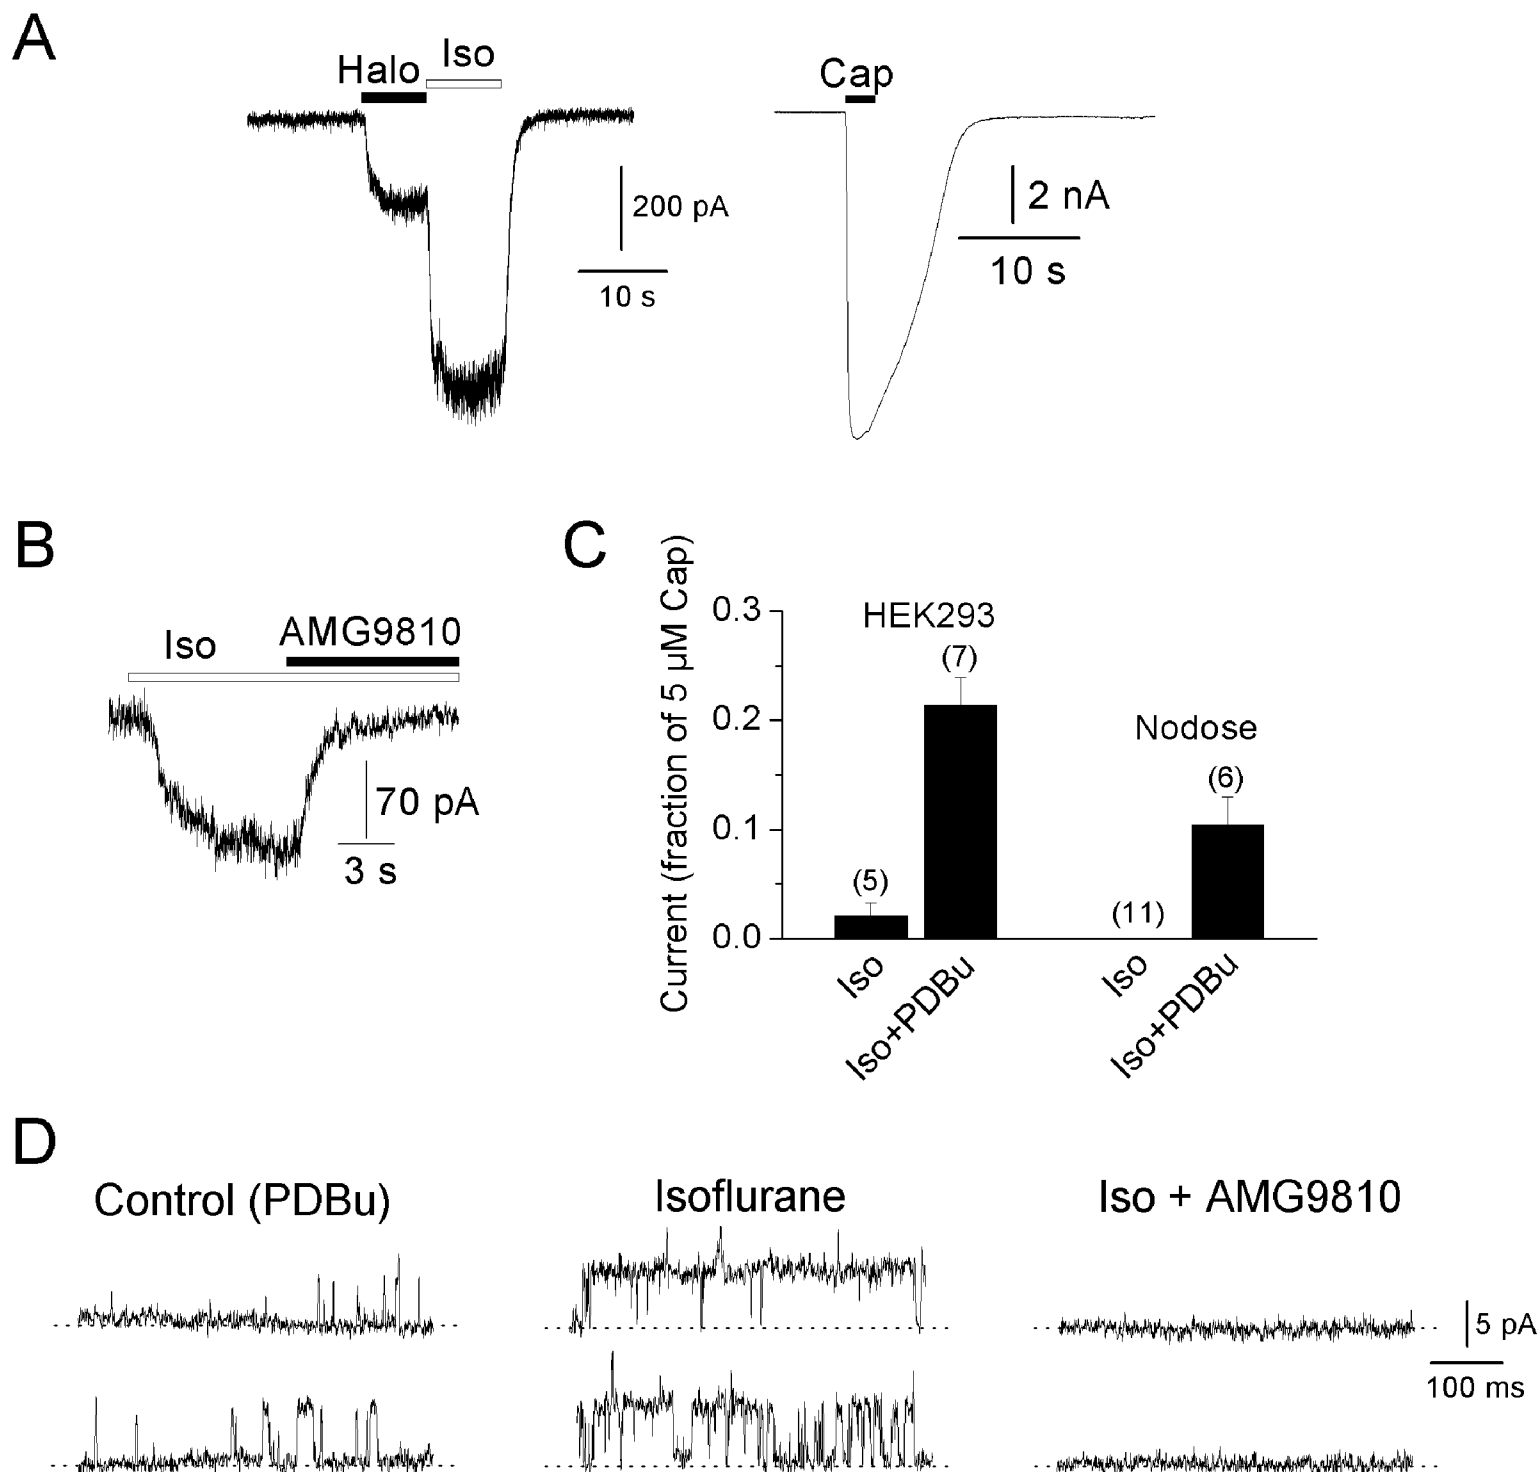 A
Halo
Iso
200 pA
10 s
Cap
2 nA
10 s
B
Iso
AMG9810
70 pA
3 s
C
Current (fraction of 5 µM Cap)
0.3
0.2
0.1
0.0
HEK293
(7)
(5)
Nodose
(6)
(11)
Iso
Iso+PDBu
Iso
Iso+PDBu
D
Control (PDBu)
Isoflurane
Iso + AMG9810
5 pA
100 ms